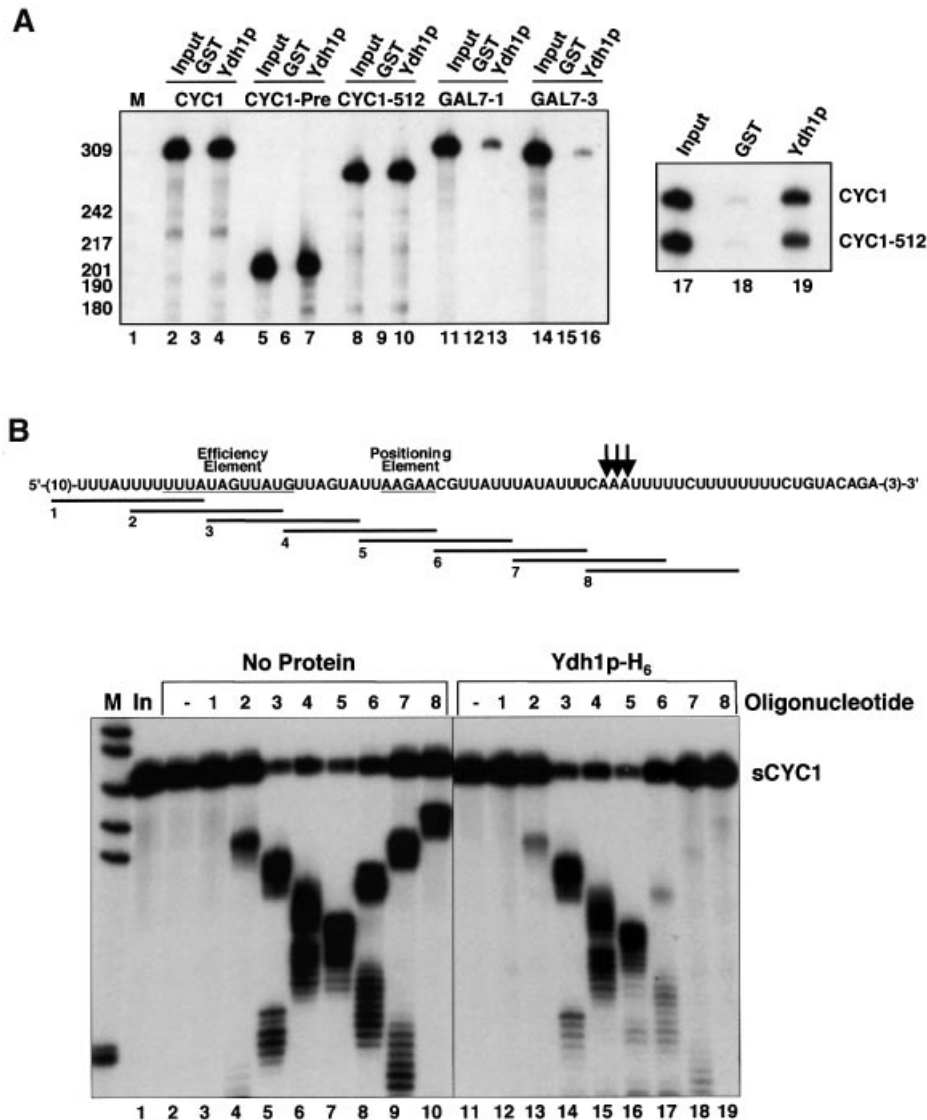 A
Input GST Ydh1p Input GST Ydh1p Input GST Ydh1p Input GST Ydh1p Input GST Ydh1p
M CYC1 CYC1-Pre CYC1-512 GAL7-1 GAL7-3
309
242
217
201
190
180
1 2 3 4 5 6 7 8 9 10 11 12 13 14 15 16
Input GST Ydh1p
CYC1
CYC1-512
17 18 19
B
Efficiency Element
Positioning Element
5'-(10)-UUUAUUUUUUUAUAGUUAUGUUAGUAUUAAGAACGUUAUUUAUAUUUCAAAUUUUUCUUUUUUUUCUGUACAGA-(3)-3'
1
2
3
4
5
6
7
8
No Protein Ydh1p-H6
M In - 1 2 3 4 5 6 7 8 - 1 2 3 4 5 6 7 8 Oligonucleotide
sCYC1
1 2 3 4 5 6 7 8 9 10 11 12 13 14 15 16 17 18 19